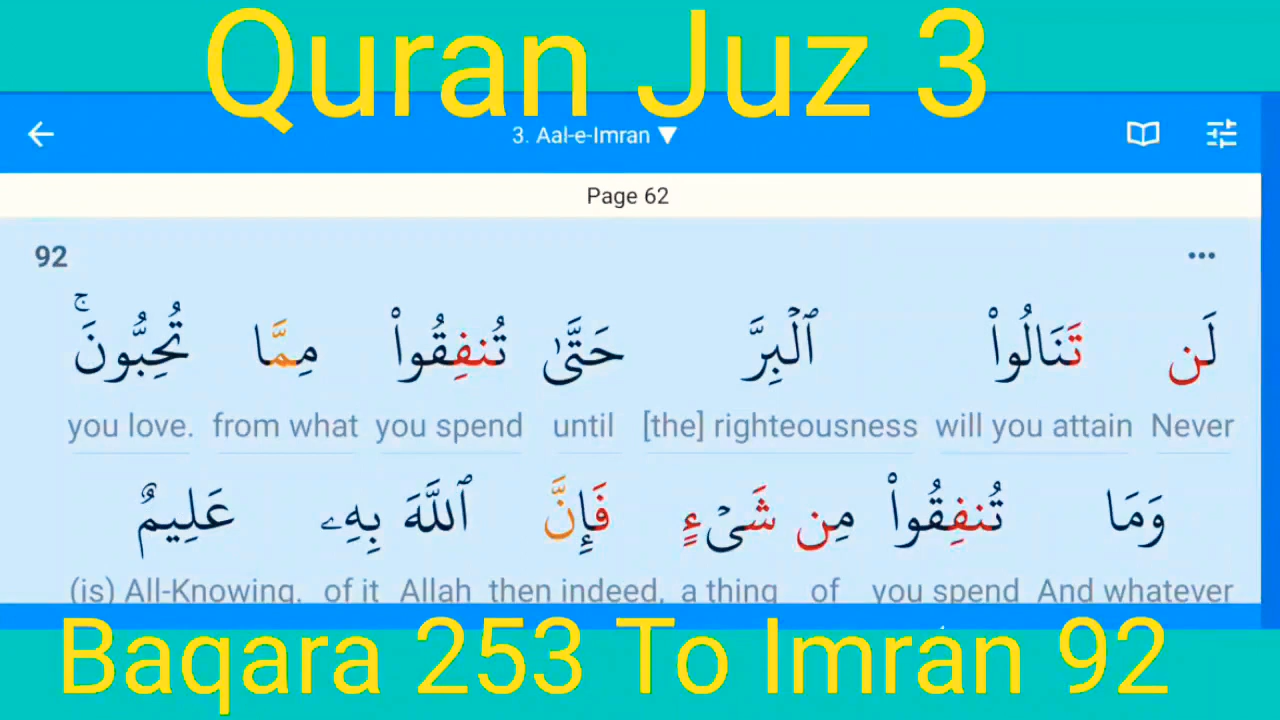 Quran Juz 3
3. Aal-e-Imran ▼
Page 62
92
لَن تَنَالُوا۟ ٱلْبِرَّ حَتَّىٰ تُنفِقُوا۟ مِمَّا تُحِبُّونَ ۚ
you love. from what you spend until [the] righteousness will you attain Never
وَمَا تُنفِقُوا۟ مِن شَىْءٍ فَإِنَّ ٱللَّهَ بِهِۦ عَلِيمٌ
(is) All-Knowing. of it Allah then indeed, a thing of you spend And whatever
Baqara 253 To Imran 92